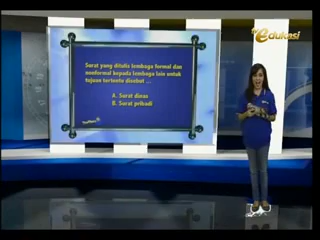 tv edukasi
Surat yang ditulis lembaga formal dan
nonformal kepada lembaga lain untuk
tujuan tertentu disebut ...
A. Surat dinas
B. Surat pribadi